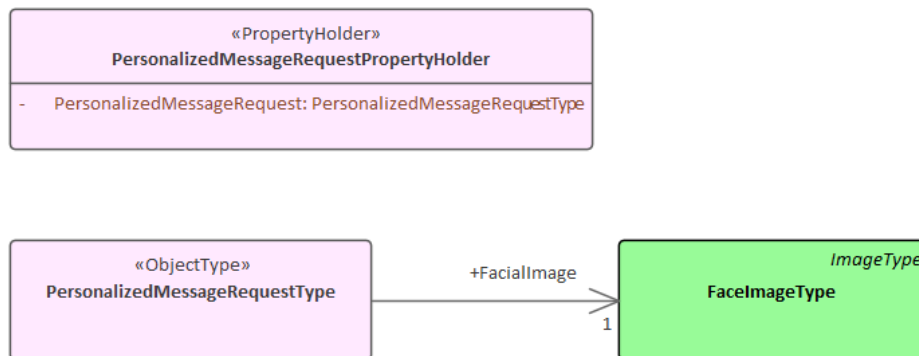 «PropertyHolder»
PersonalizedMessageRequestPropertyHolder
- PersonalizedMessageRequest: PersonalizedMessageRequestType
«ObjectType»
PersonalizedMessageRequestType
+FacialImage
1
ImageType
FaceImageType